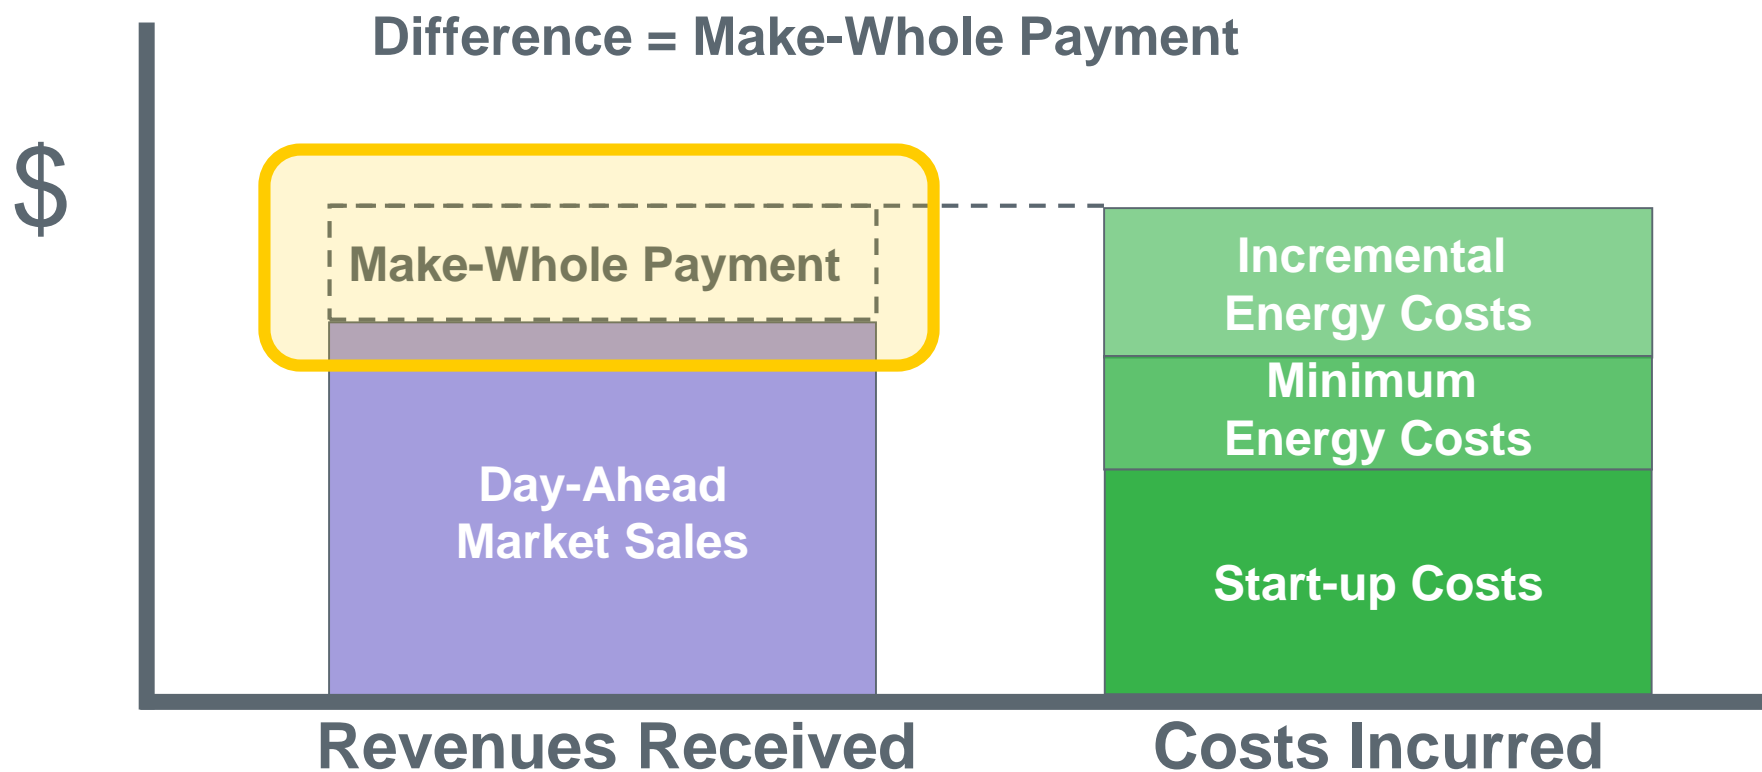 Difference = Make-Whole Payment
$
Make-Whole Payment
Day-Ahead
Market Sales
Incremental
Energy Costs
Minimum
Energy Costs
Start-up Costs
Revenues Received
Costs Incurred